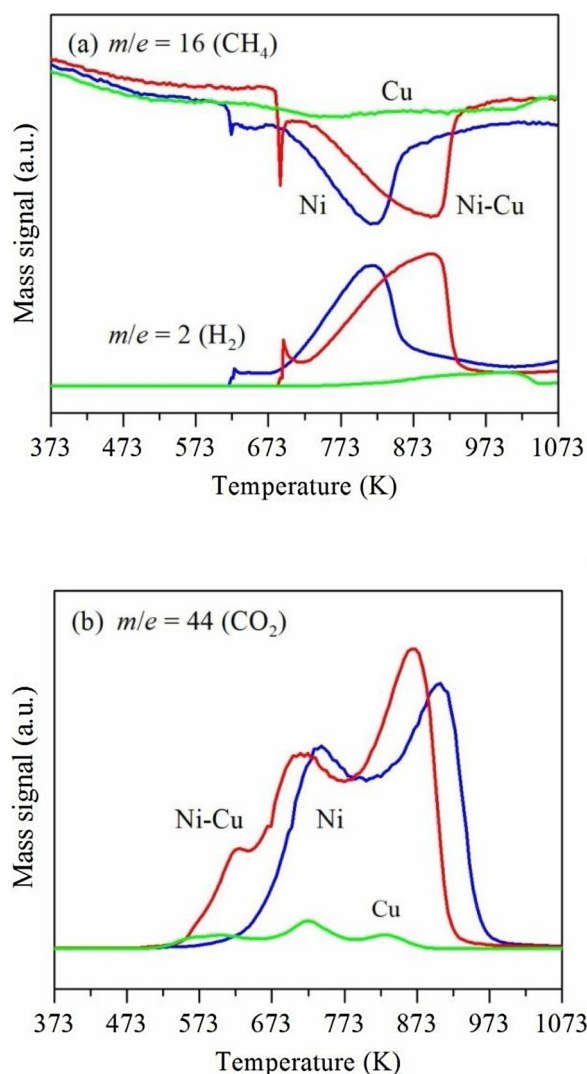 (a) m/e = 16 (CH₄)
Cu
Ni
Ni-Cu
m/e = 2 (H₂)
Mass signal (a.u.)
373 473 573 673 773 873 973 1073
Temperature (K)
(b) m/e = 44 (CO₂)
Ni-Cu
Ni
Cu
Mass signal (a.u.)
373 473 573 673 773 873 973 1073
Temperature (K)